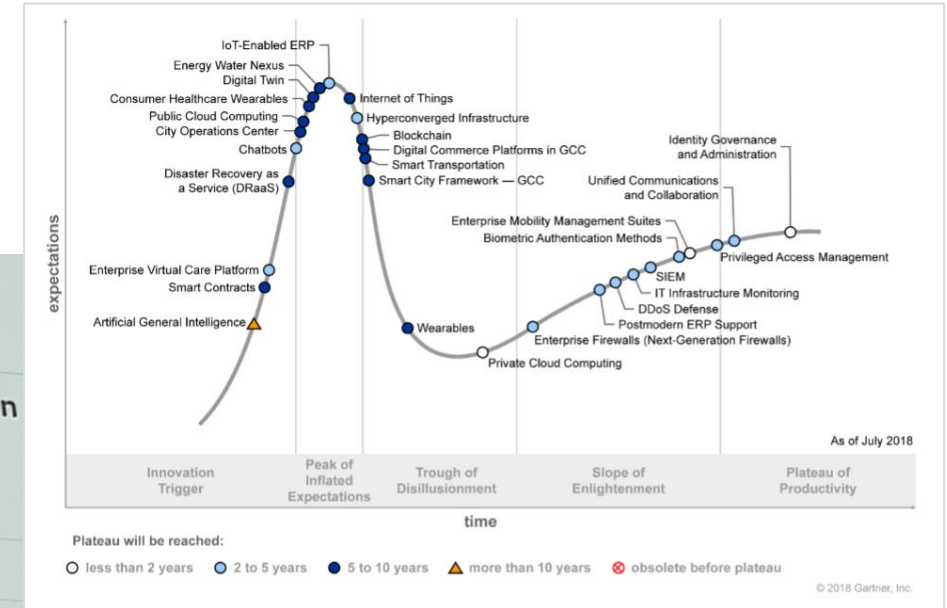 IoT-Enabled ERP
Energy Water Nexus
Digital Twin
Consumer Healthcare Wearables
Public Cloud Computing
City Operations Center
Chatbots
Disaster Recovery as
a Service (DRaaS)
Enterprise Virtual Care Platform
Smart Contracts
Artificial General Intelligence
Internet of Things
Hyperconverged Infrastructure
Blockchain
Digital Commerce Platforms in GCC
Smart Transportation
Smart City Framework — GCC
Wearables
Private Cloud Computing
Identity Governance
and Administration
Unified Communications
and Collaboration
Enterprise Mobility Management Suites
Biometric Authentication Methods
Privileged Access Management
SIEM
IT Infrastructure Monitoring
DDoS Defense
Postmodern ERP Support
Enterprise Firewalls (Next-Generation Firewalls)
expectations
n
As of July 2018
Innovation
Trigger
Peak of
Inflated
Expectations
Trough of
Disillusionment
Slope of
Enlightenment
Plateau of
Productivity
time
Plateau will be reached:
less than 2 years
2 to 5 years
5 to 10 years
more than 10 years
obsolete before plateau
© 2018 Gartner, Inc.